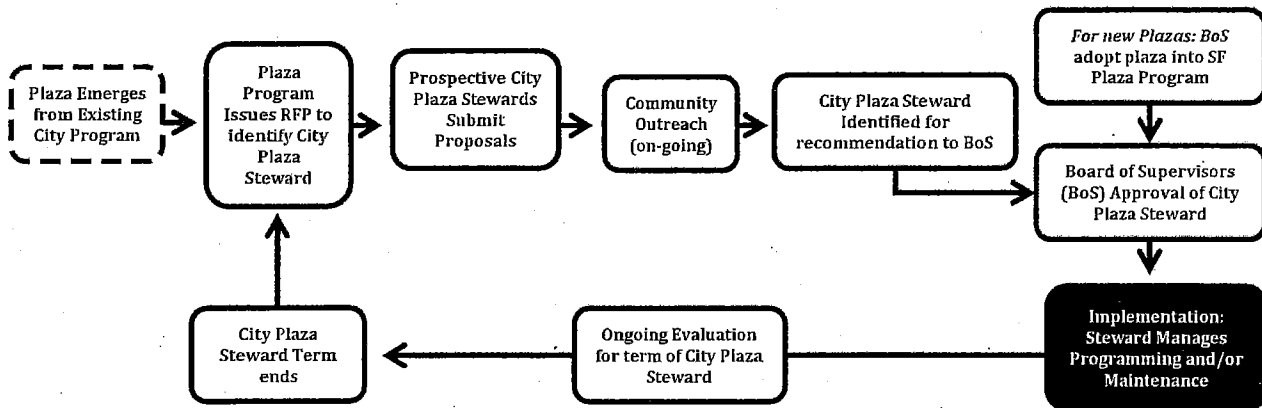 Plaza Emerges
from Existing
City Program
Plaza
Program
Issues RFP to
identify City
Plaza
Steward
Prospective City
Plaza Stewards
Submit
Proposals
Community
Outreach
(on-going)
City Plaza Steward
Identified for
recommendation to BoS
For new Plazas: BoS
adopt plaza into SF
Plaza Program
Board of Supervisors
(BoS) Approval of City
Plaza Steward
Implementation:
Steward Manages
Programming and/or
Maintenance
Ongoing Evaluation
for term of City Plaza
Steward
City Plaza
Steward Term
ends